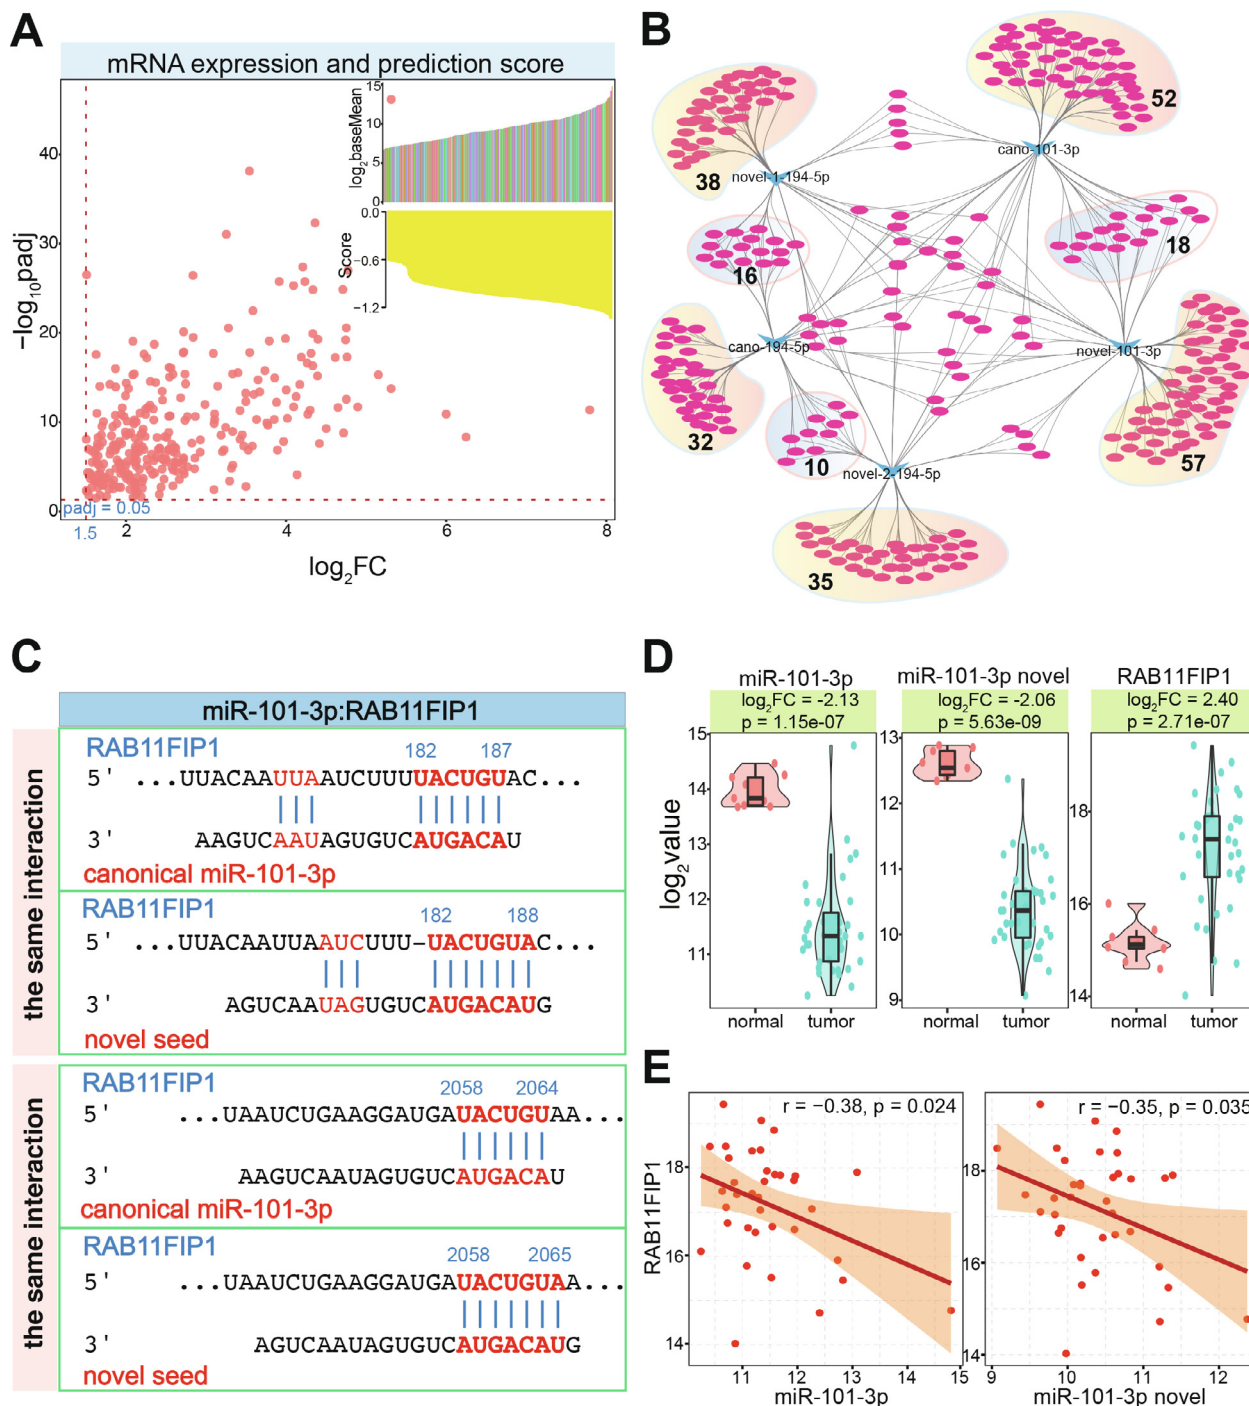 A
mRNA expression and prediction score
15
10
5
0
log2baseMean
0.0
−0.6
−1.2
Score
40
30
20
10
0
−log10padj
padj = 0.05
1.5
2
4
6
8
log2FC
B
52
38
cano-101-3p
novel-1-194-5p
18
16
cano-194-5p
novel-101-3p
32
10
57
novel-2-194-5p
35
C
miR-101-3p:RAB11FIP1
the same interaction
RAB11FIP1
182 187
5' ...UUACAAUUAAUCUUUUACUGUAC...
3' AAGUCAAUAGUGUCAUGACAU
canonical miR-101-3p
RAB11FIP1
182 188
5' ...UUACAAUUAAUCUUU-UACUGUAC...
3' AGUCAAUAGUGUCAUGACAUG
novel seed
the same interaction
RAB11FIP1
2058 2064
5' ...UAAUCUGAAGGAUGAUACUGUAA...
3' AAGUCAAUAGUGUCAUGACAU
canonical miR-101-3p
RAB11FIP1
2058 2065
5' ...UAAUCUGAAGGAUGAUACUGUAA...
3' AGUCAAUAGUGUCAUGACAUG
novel seed
D
miR-101-3p
log2FC = -2.13
p = 1.15e-07
miR-101-3p novel
log2FC = -2.06
p = 5.63e-09
RAB11FIP1
log2FC = 2.40
p = 2.71e-07
log2value
15
14
13
12
11
13
12
11
10
9
18
16
14
normal tumor
normal tumor
normal tumor
E
r = −0.38, p = 0.024
r = −0.35, p = 0.035
RAB11FIP1
18
16
14
18
16
14
11 12 13 14 15
9 10 11 12
miR-101-3p
miR-101-3p novel